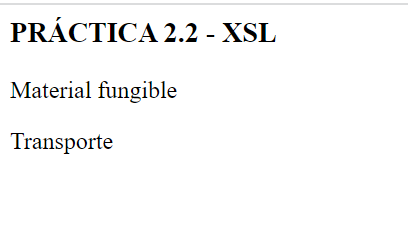 PRÁCTICA 2.2 - XSL
Material fungible
Transporte